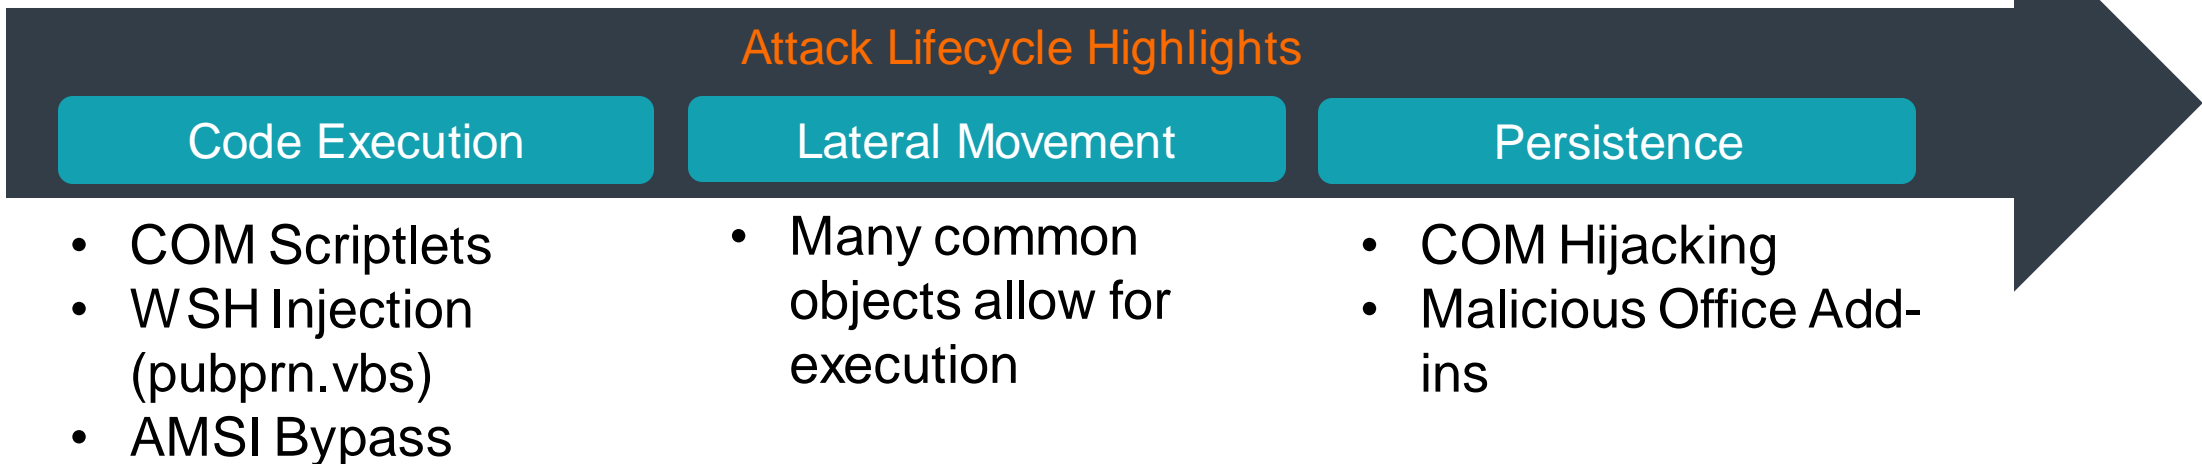 Attack Lifecycle Highlights
Code Execution
• COM Scriptlets
• WSH Injection
(pubprn.vbs)
• AMSI Bypass
Lateral Movement
• Many common
objects allow for
execution
Persistence
• COM Hijacking
• Malicious Office Add-
ins